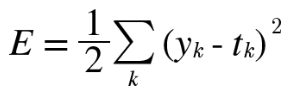 E = 1/2 ∑_k (y_k - t_k)^2